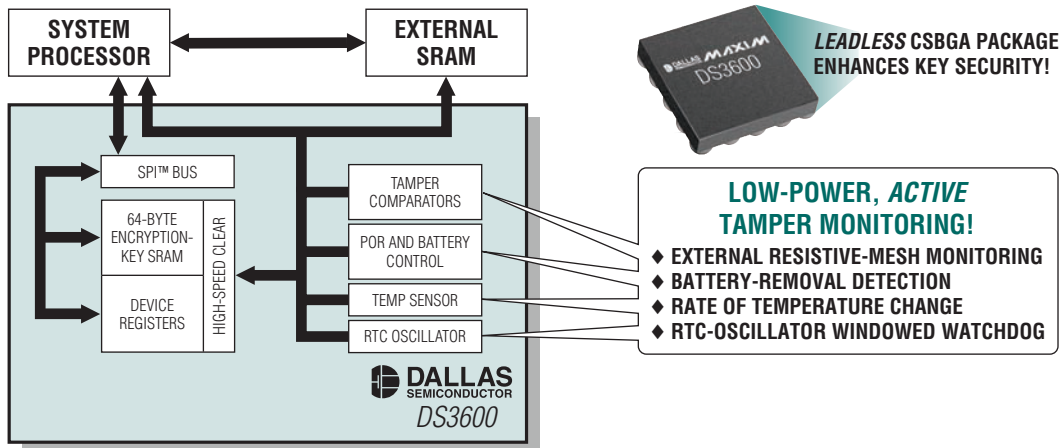 SYSTEM
PROCESSOR
EXTERNAL
SRAM
SPI™ BUS
64-BYTE
ENCRYPTION-
KEY SRAM
DEVICE
REGISTERS
HIGH-SPEED CLEAR
TAMPER
COMPARATORS
POR AND BATTERY
CONTROL
TEMP SENSOR
RTC OSCILLATOR
DALLAS
SEMICONDUCTOR
DS3600
DALLAS MAXIM
DS3600
LEADLESS CSBGA PACKAGE
ENHANCES KEY SECURITY!
LOW-POWER, ACTIVE
TAMPER MONITORING!
♦ EXTERNAL RESISTIVE-MESH MONITORING
♦ BATTERY-REMOVAL DETECTION
♦ RATE OF TEMPERATURE CHANGE
♦ RTC-OSCILLATOR WINDOWED WATCHDOG